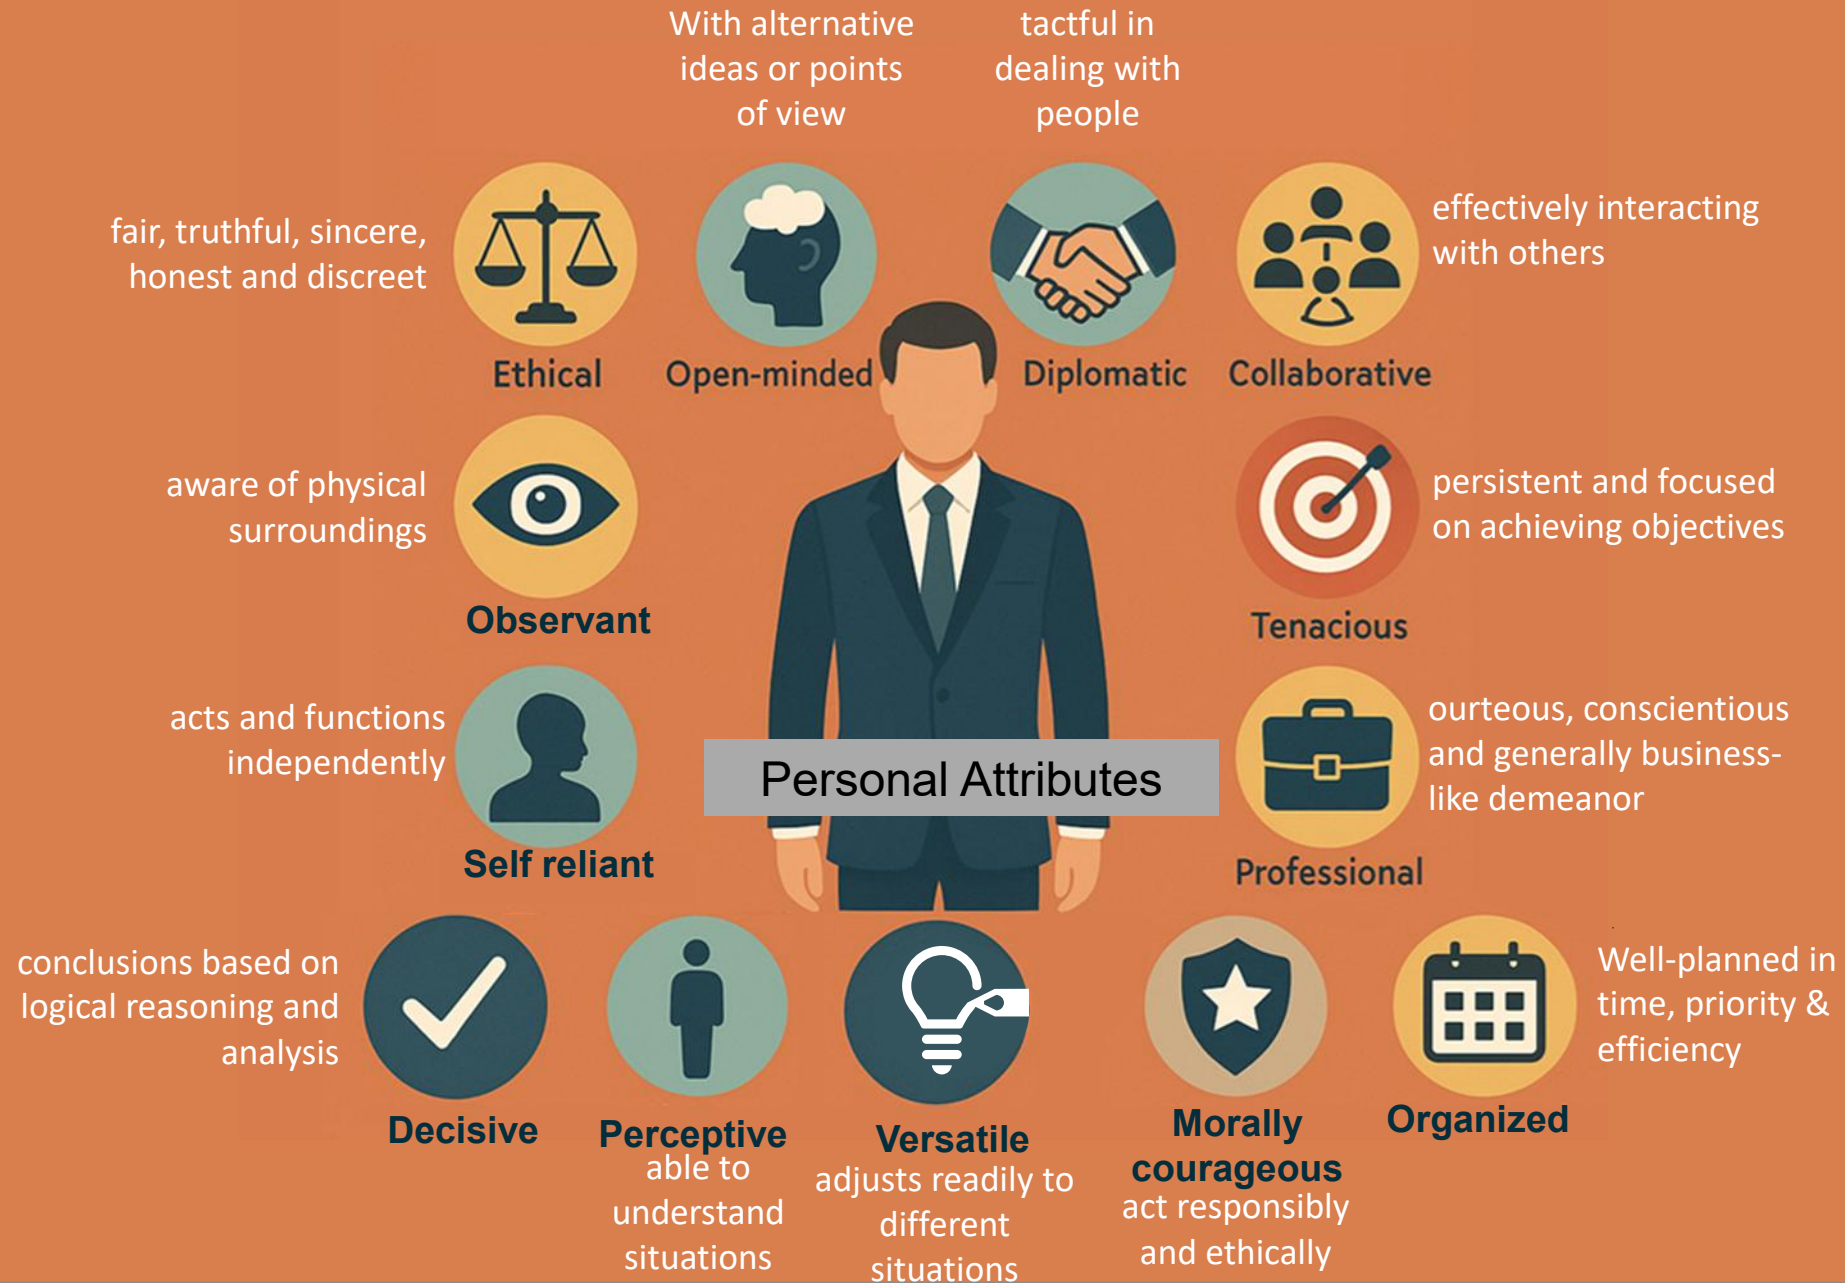 With alternative
ideas or points
of view
tactful in
dealing with
people
fair, truthful, sincere,
honest and discreet
effectively interacting
with others
Ethical
Open-minded
Diplomatic
Collaborative
aware of physical
surroundings
persistent and focused
on achieving objectives
Observant
Tenacious
acts and functions
independently
ourteous, conscientious
and generally business-
like demeanor
Personal Attributes
Self reliant
Professional
conclusions based on
logical reasoning and
analysis
Well-planned in
time, priority &
efficiency
Decisive
Perceptive
able to
understand
situations
Versatile
adjusts readily to
different
situations
Morally
courageous
act responsibly
and ethically
Organized